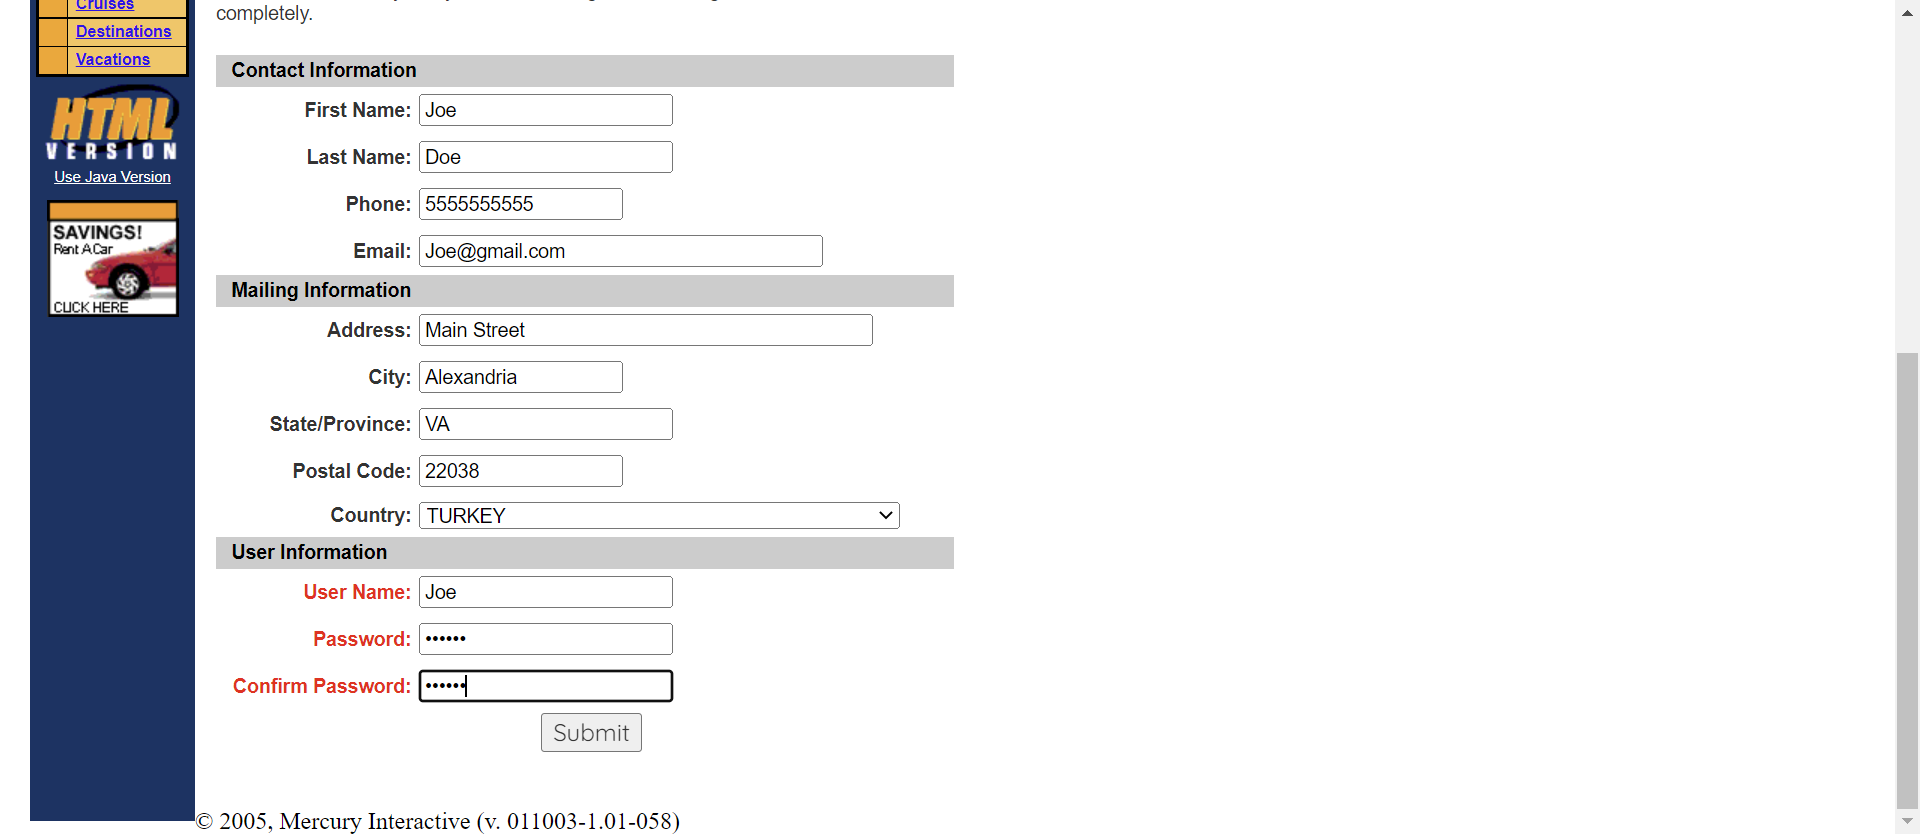 Cruises
Destinations
Vacations
HTML
VERSION
Use Java Version
SAVINGS!
Rent A Car
CLICK HERE
completely.
Contact Information
First Name: Joe
Last Name: Doe
Phone: 5555555555
Email: Joe@gmail.com
Mailing Information
Address: Main Street
City: Alexandria
State/Province: VA
Postal Code: 22038
Country: TURKEY
User Information
User Name: Joe
Password: ••••••
Confirm Password: ••••••
Submit
© 2005, Mercury Interactive (v. 011003-1.01-058)